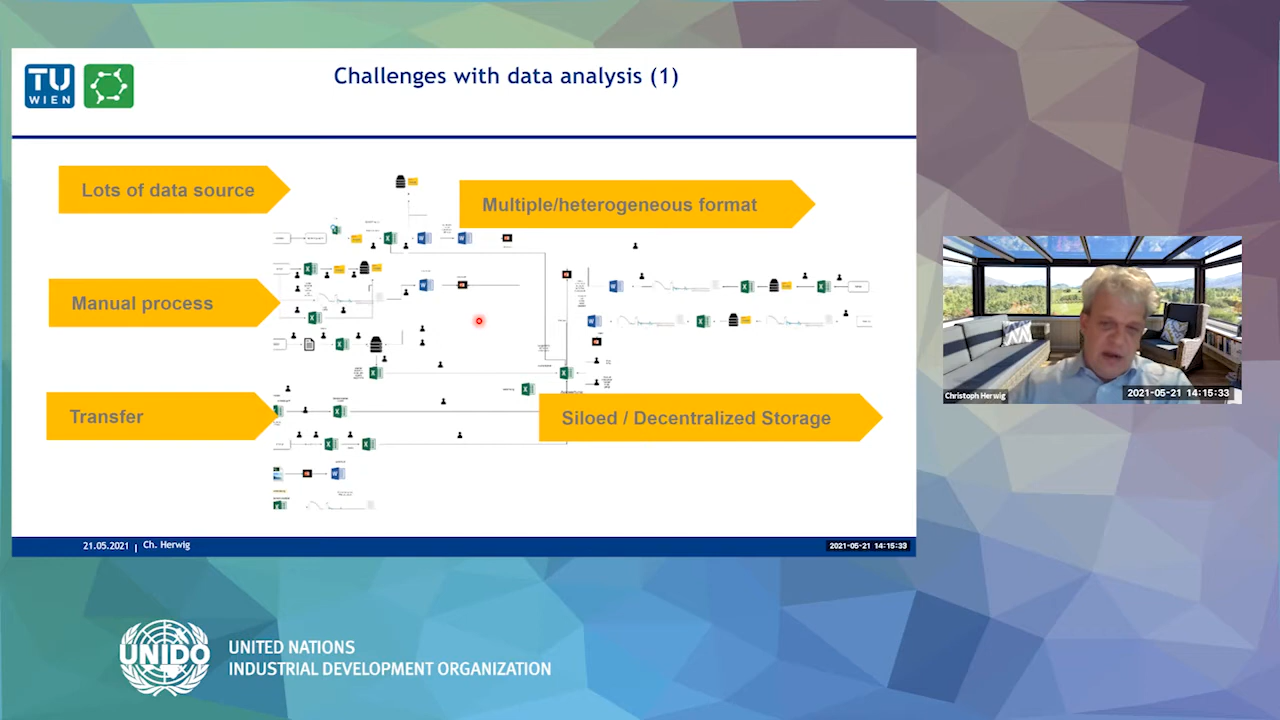 TU
WIEN
Challenges with data analysis (1)
Lots of data source
Multiple/heterogeneous format
Manual process
Transfer
Siloed / Decentralized Storage
21.05.2021 | Ch. Herwig
2021-05-21 14:15:33
Christoph Herwig
2021-05-21 14:15:33
UNIDO
UNITED NATIONS
INDUSTRIAL DEVELOPMENT ORGANIZATION